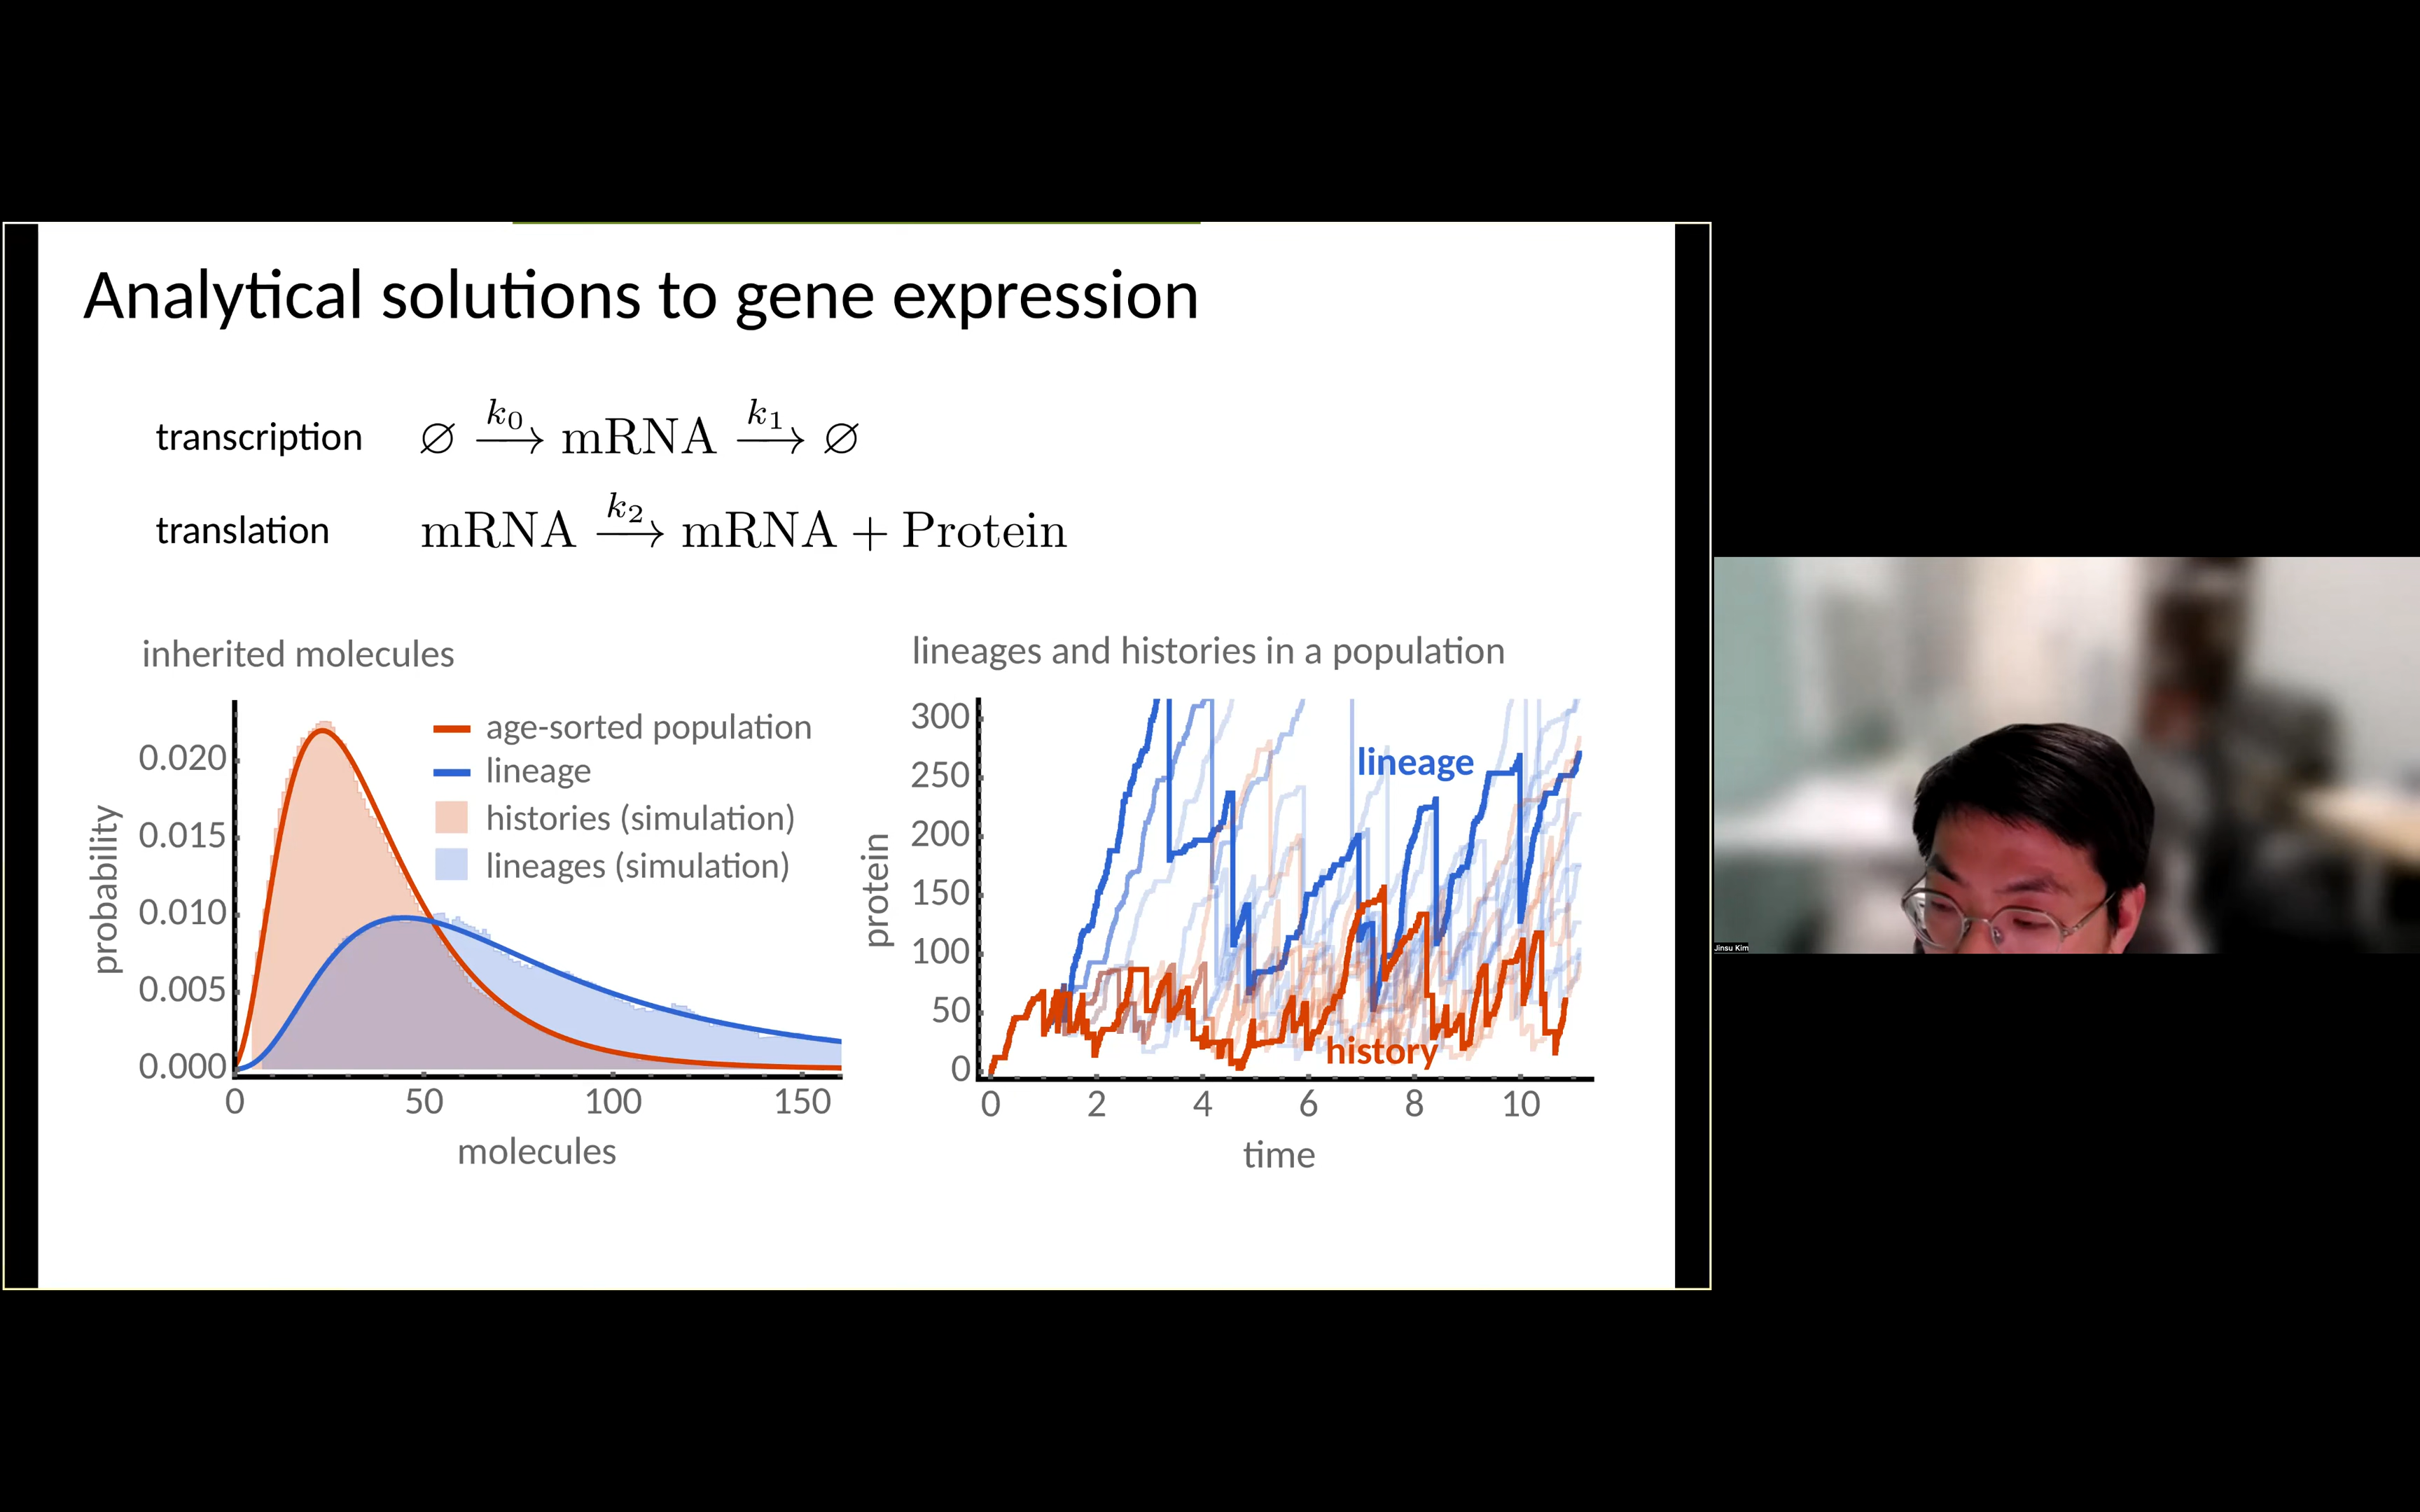 Analytical solutions to gene expression
transcription ∅ k₀⟶ mRNA k₁⟶ ∅
translation mRNA k₂⟶ mRNA + Protein
inherited molecules
age-sorted population
lineage
histories (simulation)
lineages (simulation)
probability
0.020
0.015
0.010
0.005
0.000
0 50 100 150
molecules
lineages and histories in a population
protein
300
250
200
150
100
50
0
lineage
history
0 2 4 6 8 10
time
Jinsu Kim